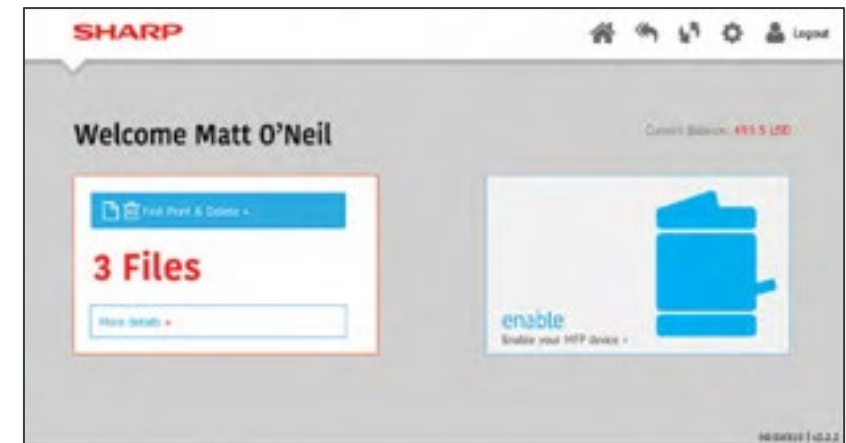 SHARP
Logout
Welcome Matt O'Neil
Current Balance: 491.5 USD
Fast Print & Delete
3 Files
More details
enable
Enable your MFP device